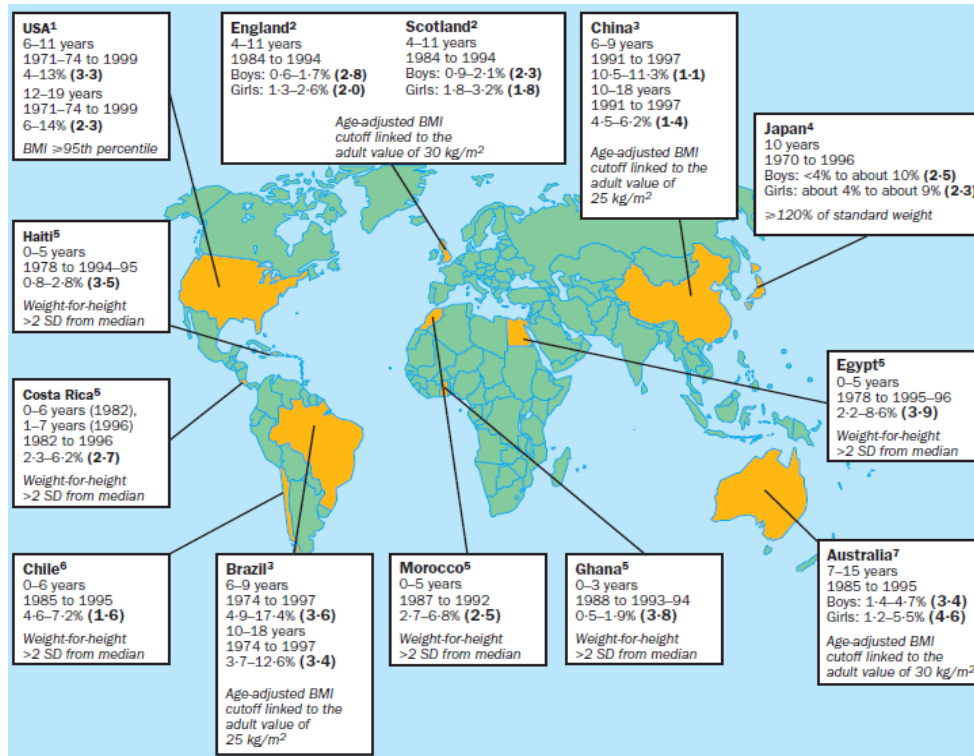 USA¹
6–11 years
1971–74 to 1999
4–13% (3·3)
12–19 years
1971–74 to 1999
6–14% (2·3)
BMI ⩾95th percentile
England²
4–11 years
1984 to 1994
Boys: 0·6–1·7% (2·8)
Girls: 1·3–2·6% (2·0)
Scotland²
4–11 years
1984 to 1994
Boys: 0·9–2·1% (2·3)
Girls: 1·8–3·2% (1·8)
Age-adjusted BMI
cutoff linked to the
adult value of 30 kg/m²
China³
6–9 years
1991 to 1997
10·5–11·3% (1·1)
10–18 years
1991 to 1997
4·5–6·2% (1·4)
Age-adjusted BMI
cutoff linked to the
adult value of
25 kg/m²
Japan⁴
10 years
1970 to 1996
Boys: <4% to about 10% (2·5)
Girls: about 4% to about 9% (2·3)
⩾120% of standard weight
Haiti⁵
0–5 years
1978 to 1994–95
0·8–2·8% (3·5)
Weight-for-height
>2 SD from median
Costa Rica⁵
0–6 years (1982),
1–7 years (1996)
1982 to 1996
2·3–6·2% (2·7)
Weight-for-height
>2 SD from median
Egypt⁵
0–5 years
1978 to 1995–96
2·2–8·6% (3·9)
Weight-for-height
>2 SD from median
Chile⁶
0–6 years
1985 to 1995
4·6–7·2% (1·6)
Weight-for-height
>2 SD from median
Brazil³
6–9 years
1974 to 1997
4·9–17·4% (3·6)
10–18 years
1974 to 1997
3·7–12·6% (3·4)
Age-adjusted BMI
cutoff linked to the
adult value of
25 kg/m²
Morocco⁵
0–5 years
1987 to 1992
2·7–6·8% (2·5)
Weight-for-height
>2 SD from median
Ghana⁵
0–3 years
1988 to 1993–94
0·5–1·9% (3·8)
Weight-for-height
>2 SD from median
Australia⁷
7–15 years
1985 to 1995
Boys: 1·4–4·7% (3·4)
Girls: 1·2–5·5% (4·6)
Age-adjusted BMI
cutoff linked to the
adult value of 30 kg/m²